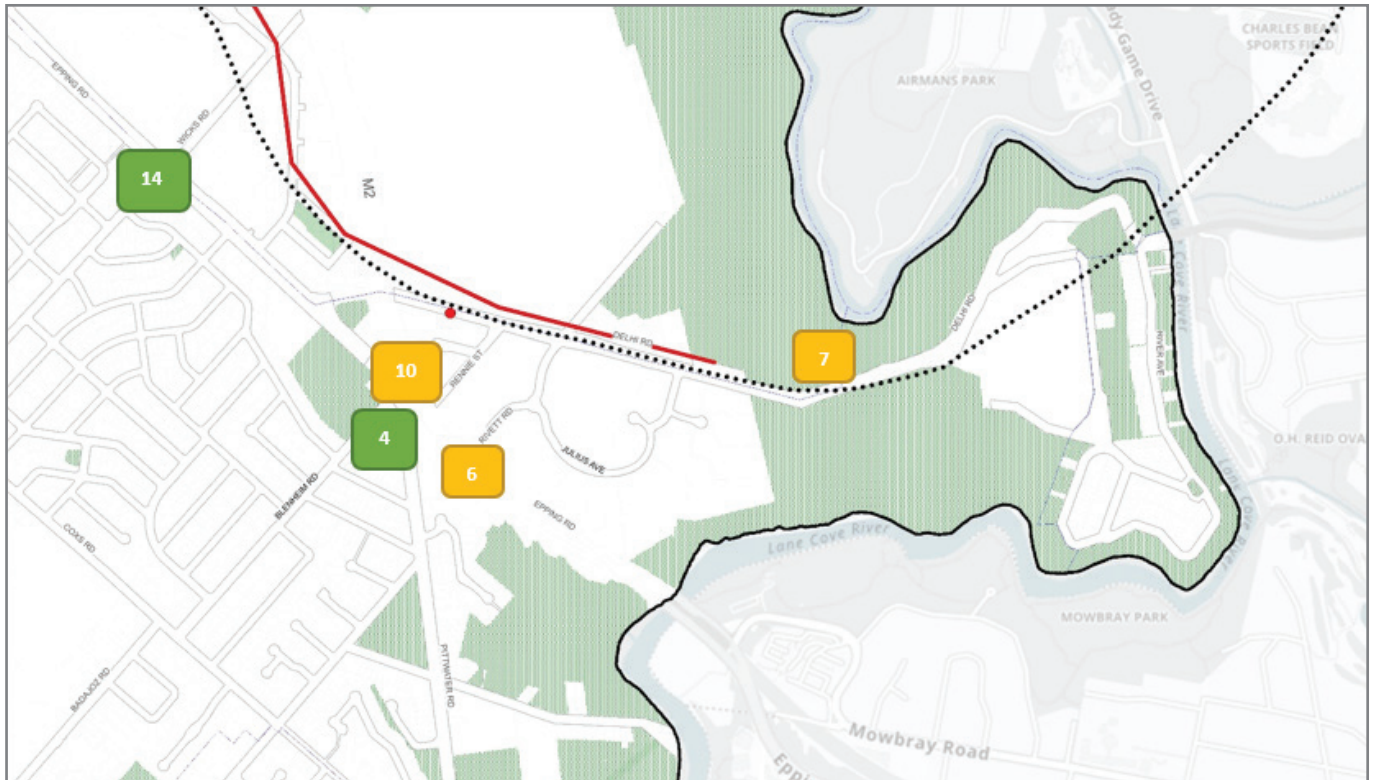 CHARLES BEAN
SPORTS FIELD
ady Game Drive
EPPING RD
AIRMANS PARK
WICKS RD
14
M2
Lane Cove River
DELHI RD
DELHI RD
7
10
RENNIE ST
RIVER AVE
4
RIVETT RD
JULIUS AVE
6
O.H. REID OVA
BLENHEIM RD
EPPING RD
COXS RD
Lane Cove River
Lane Cove River
MOWBRAY PARK
PITTWATER RD
BADAJOZ RD
Mowbray Road
Epp